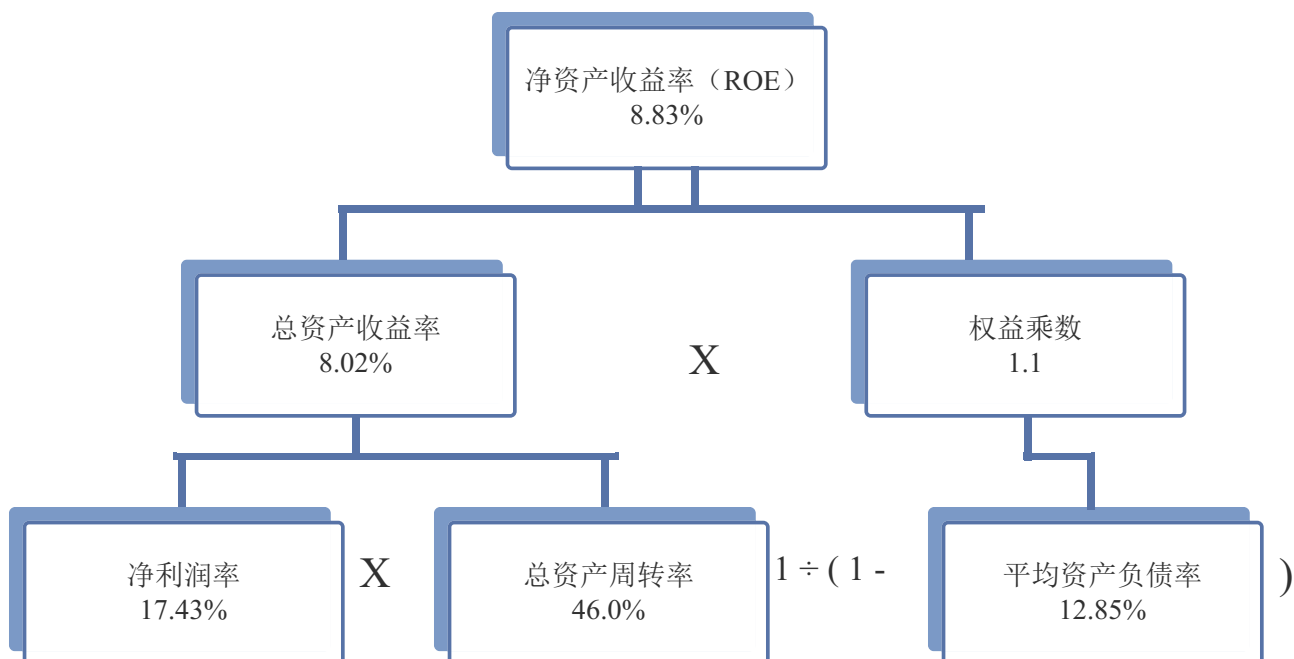 净资产收益率（ROE）
8.83%
总资产收益率
8.02%
X
权益乘数
1.1
净利润率
17.43%
X
总资产周转率
46.0%
1 ÷ ( 1 -
平均资产负债率
12.85%
)